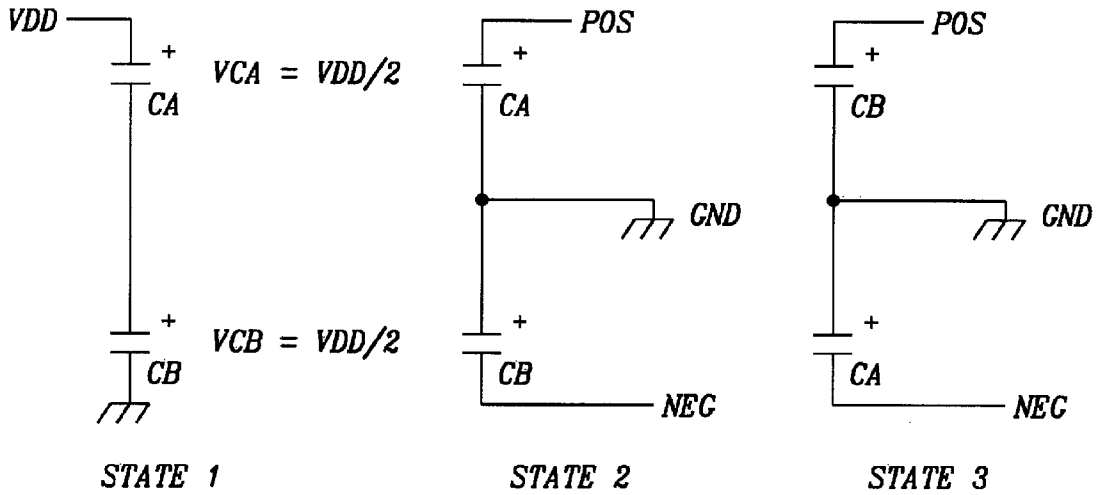 VDD
+
CA
VCA = VDD/2
+
CB
VCB = VDD/2
STATE 1
POS
+
CA
GND
+
CB
NEG
STATE 2
POS
+
CB
GND
+
CA
NEG
STATE 3